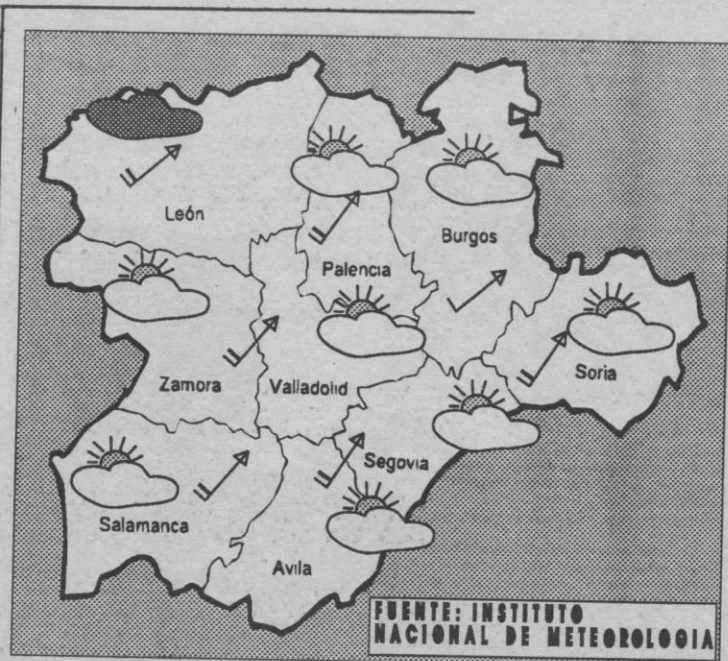 León
Burgos
Palencia
Soria
Zamora
Valladolid
Segovia
Salamanca
Avila
FUENTE: INSTITUTO
NACIONAL DE METEOROLOGIA